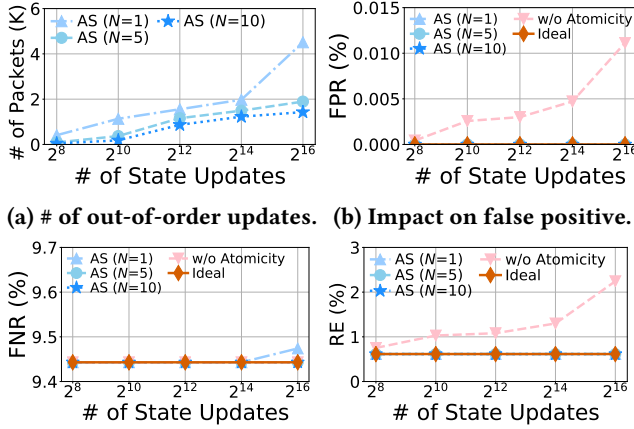 # of Packets (K)
6
4
2
0
AS (N=1)
AS (N=5)
AS (N=10)
2^8
2^10
2^12
2^14
2^16
# of State Updates
(a) # of out-of-order updates.
FPR (%)
0.015
0.010
0.005
0.000
AS (N=1)
AS (N=5)
AS (N=10)
w/o Atomicity
Ideal
2^8
2^10
2^12
2^14
2^16
# of State Updates
(b) Impact on false positive.
FNR (%)
9.7
9.6
9.5
9.4
AS (N=1)
AS (N=5)
AS (N=10)
w/o Atomicity
Ideal
2^8
2^10
2^12
2^14
2^16
# of State Updates
RE (%)
3
2
1
0
AS (N=1)
AS (N=5)
AS (N=10)
w/o Atomicity
Ideal
2^8
2^10
2^12
2^14
2^16
# of State Updates